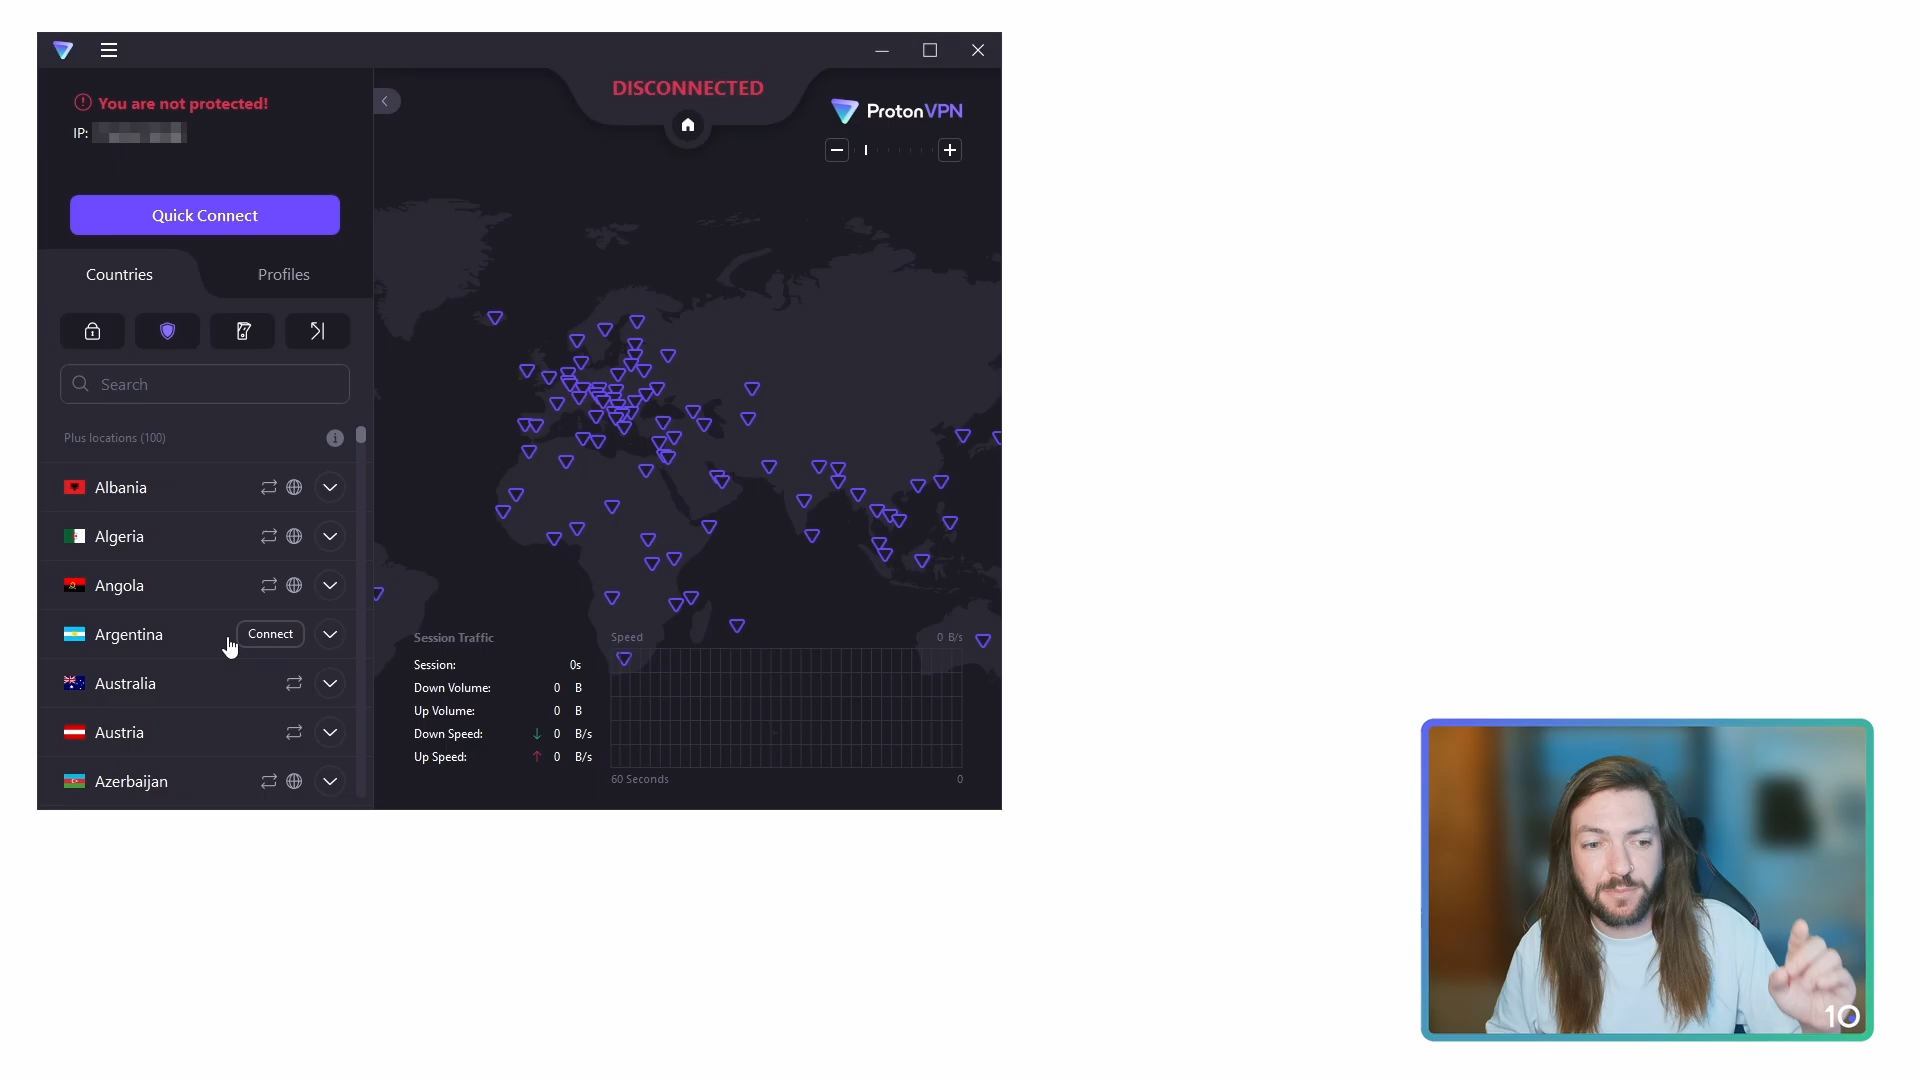 DISCONNECTED
You are not protected!
IP:
ProtonVPN
Quick Connect
Countries
Profiles
Search
Plus locations (100)
Albania
Algeria
Angola
Argentina
Connect
Australia
Austria
Azerbaijan
Session Traffic
Session: 0s
Down Volume: 0 B
Up Volume: 0 B
Down Speed: ↓ 0 B/s
Up Speed: ↑ 0 B/s
Speed 0 B/s
60 Seconds 0
10